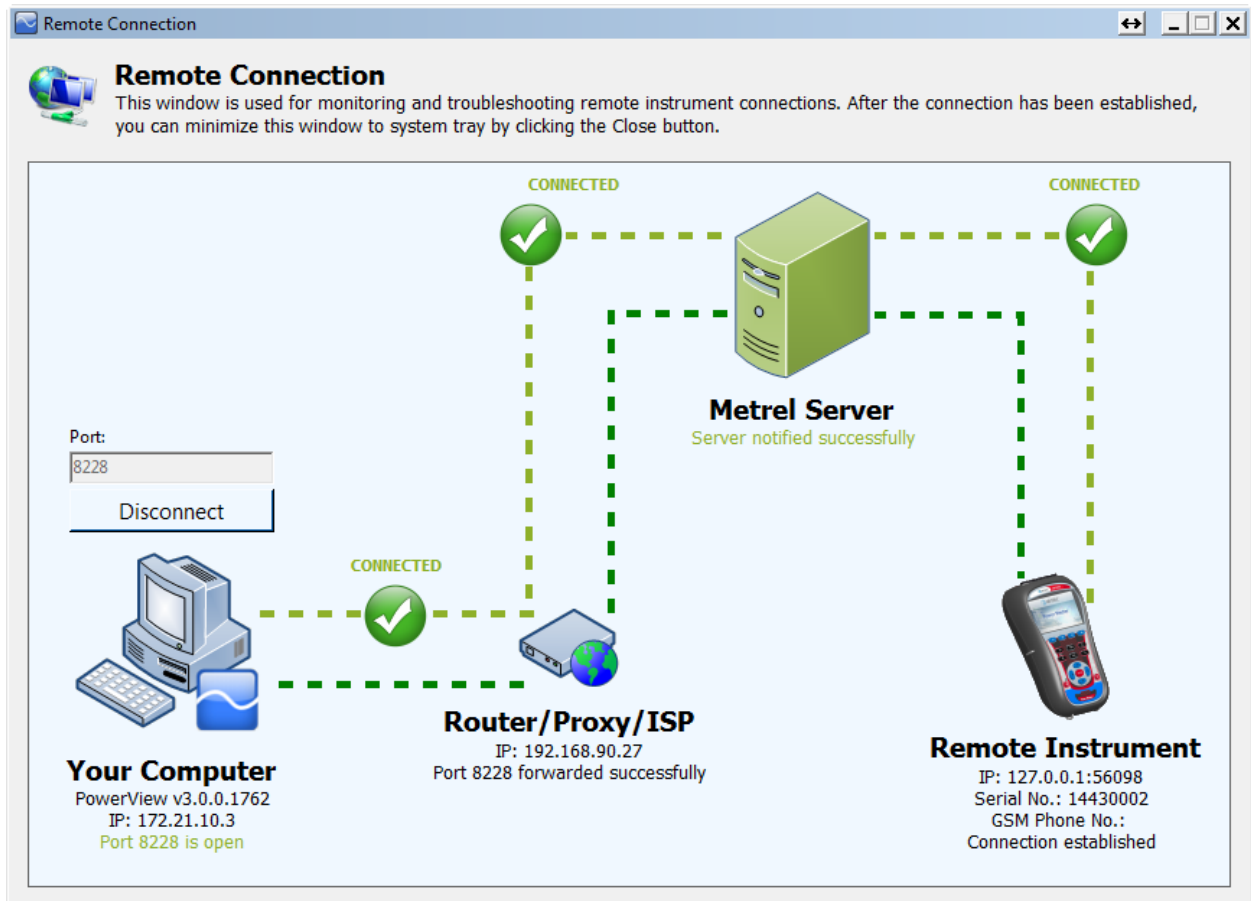 Remote Connection
Remote Connection
This window is used for monitoring and troubleshooting remote instrument connections. After the connection has been established,
you can minimize this window to system tray by clicking the Close button.
CONNECTED
CONNECTED
Metrel Server
Server notified successfully
Port:
8228
Disconnect
CONNECTED
Router/Proxy/ISP
IP: 192.168.90.27
Port 8228 forwarded successfully
Your Computer
PowerView v3.0.0.1762
IP: 172.21.10.3
Port 8228 is open
Remote Instrument
IP: 127.0.0.1:56098
Serial No.: 14430002
GSM Phone No.:
Connection established